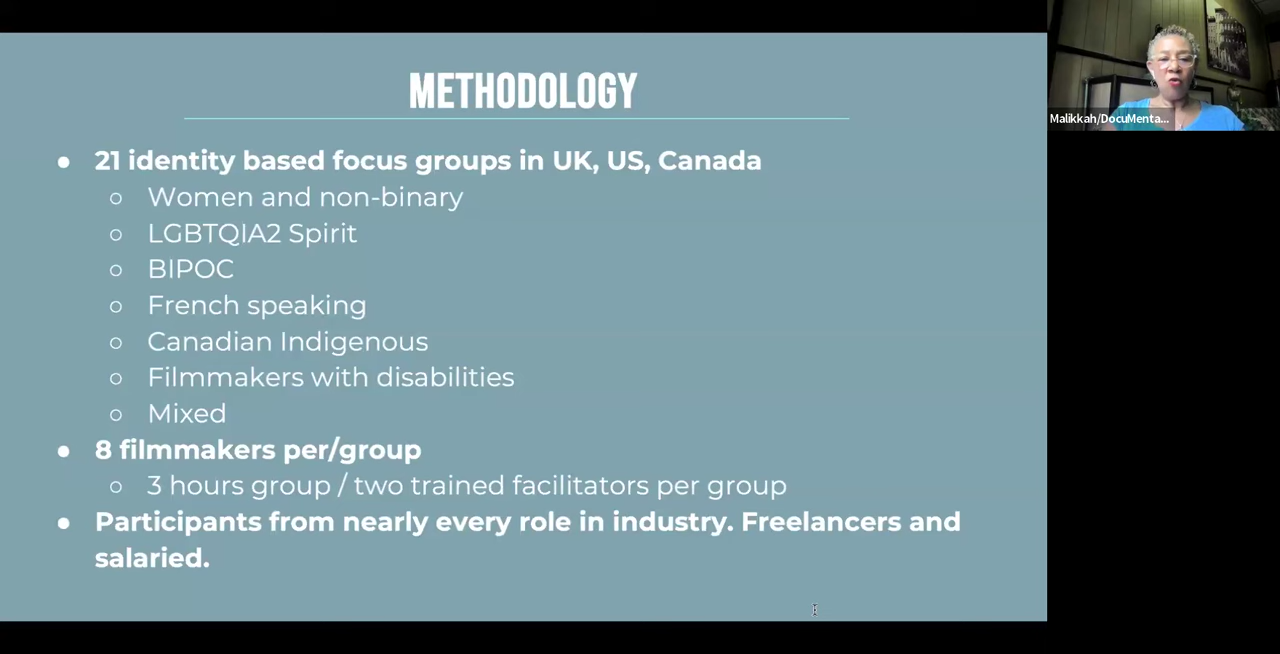 METHODOLOGY
● 21 identity based focus groups in UK, US, Canada
○ Women and non-binary
○ LGBTQIA2 Spirit
○ BIPOC
○ French speaking
○ Canadian Indigenous
○ Filmmakers with disabilities
○ Mixed
● 8 filmmakers per/group
○ 3 hours group / two trained facilitators per group
● Participants from nearly every role in industry. Freelancers and
salaried.
Malikkah/DocuMenta...